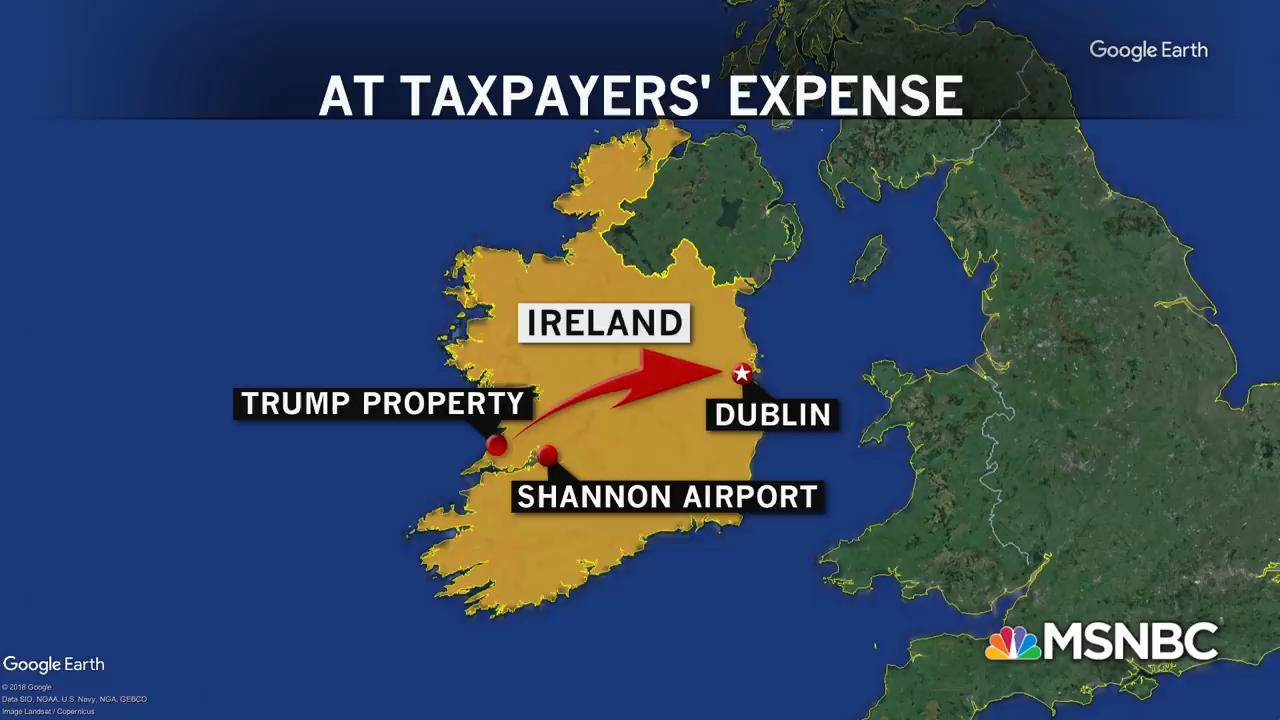 Google Earth
AT TAXPAYERS' EXPENSE
IRELAND
TRUMP PROPERTY
DUBLIN
SHANNON AIRPORT
MSNBC
Google Earth
© 2018 Google
Data SIO, NOAA, U.S. Navy, NGA, GEBCO
Image Landsat / Copernicus